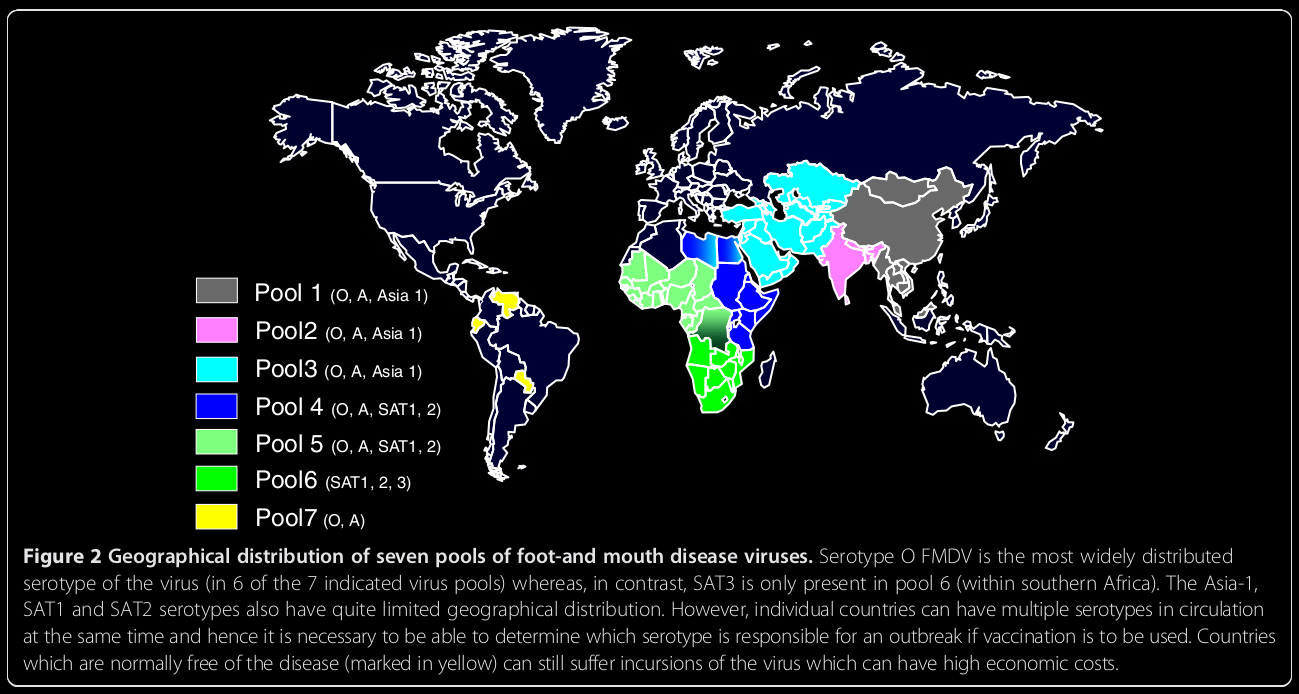 Pool 1 (O, A, Asia 1)
Pool2 (O, A, Asia 1)
Pool3 (O, A, Asia 1)
Pool 4 (O, A, SAT1, 2)
Pool 5 (O, A, SAT1, 2)
Pool6 (SAT1, 2, 3)
Pool7 (O, A)
Figure 2 Geographical distribution of seven pools of foot-and mouth disease viruses. Serotype O FMDV is the most widely distributed
serotype of the virus (in 6 of the 7 indicated virus pools) whereas, in contrast, SAT3 is only present in pool 6 (within southern Africa). The Asia-1,
SAT1 and SAT2 serotypes also have quite limited geographical distribution. However, individual countries can have multiple serotypes in circulation
at the same time and hence it is necessary to be able to determine which serotype is responsible for an outbreak if vaccination is to be used. Countries
which are normally free of the disease (marked in yellow) can still suffer incursions of the virus which can have high economic costs.